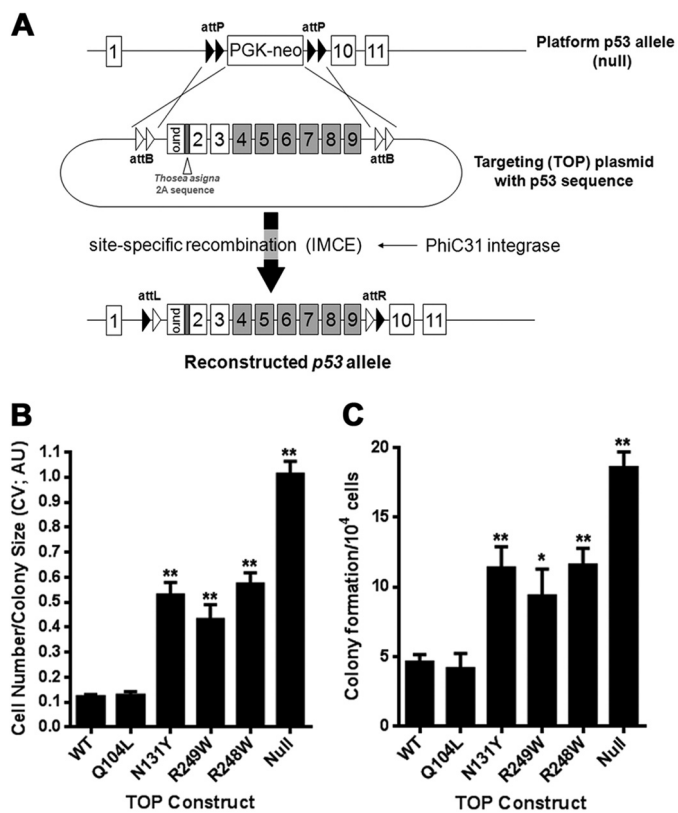 A
attP attP
1 PGK-neo 10 11
Platform p53 allele
(null)
puro 2 3 4 5 6 7 8 9
attB attB
Thosea asigna
2A sequence
Targeting (TOP) plasmid
with p53 sequence
site-specific recombination (IMCE) PhiC31 integrase
attL attR
1 puro 2 3 4 5 6 7 8 9 10 11
Reconstructed p53 allele
B
Cell Number/Colony Size (CV; AU)
1.1
1.0
0.9
0.8
0.7
0.6
0.5
0.4
0.3
0.2
0.1
0.0
** ** ** **
WT Q104L N131Y R249W R248W Null
TOP Construct
C
Colony formation/10⁴ cells
20
15
10
5
0
** * ** **
WT Q104L N131Y R249W R248W Null
TOP Construct